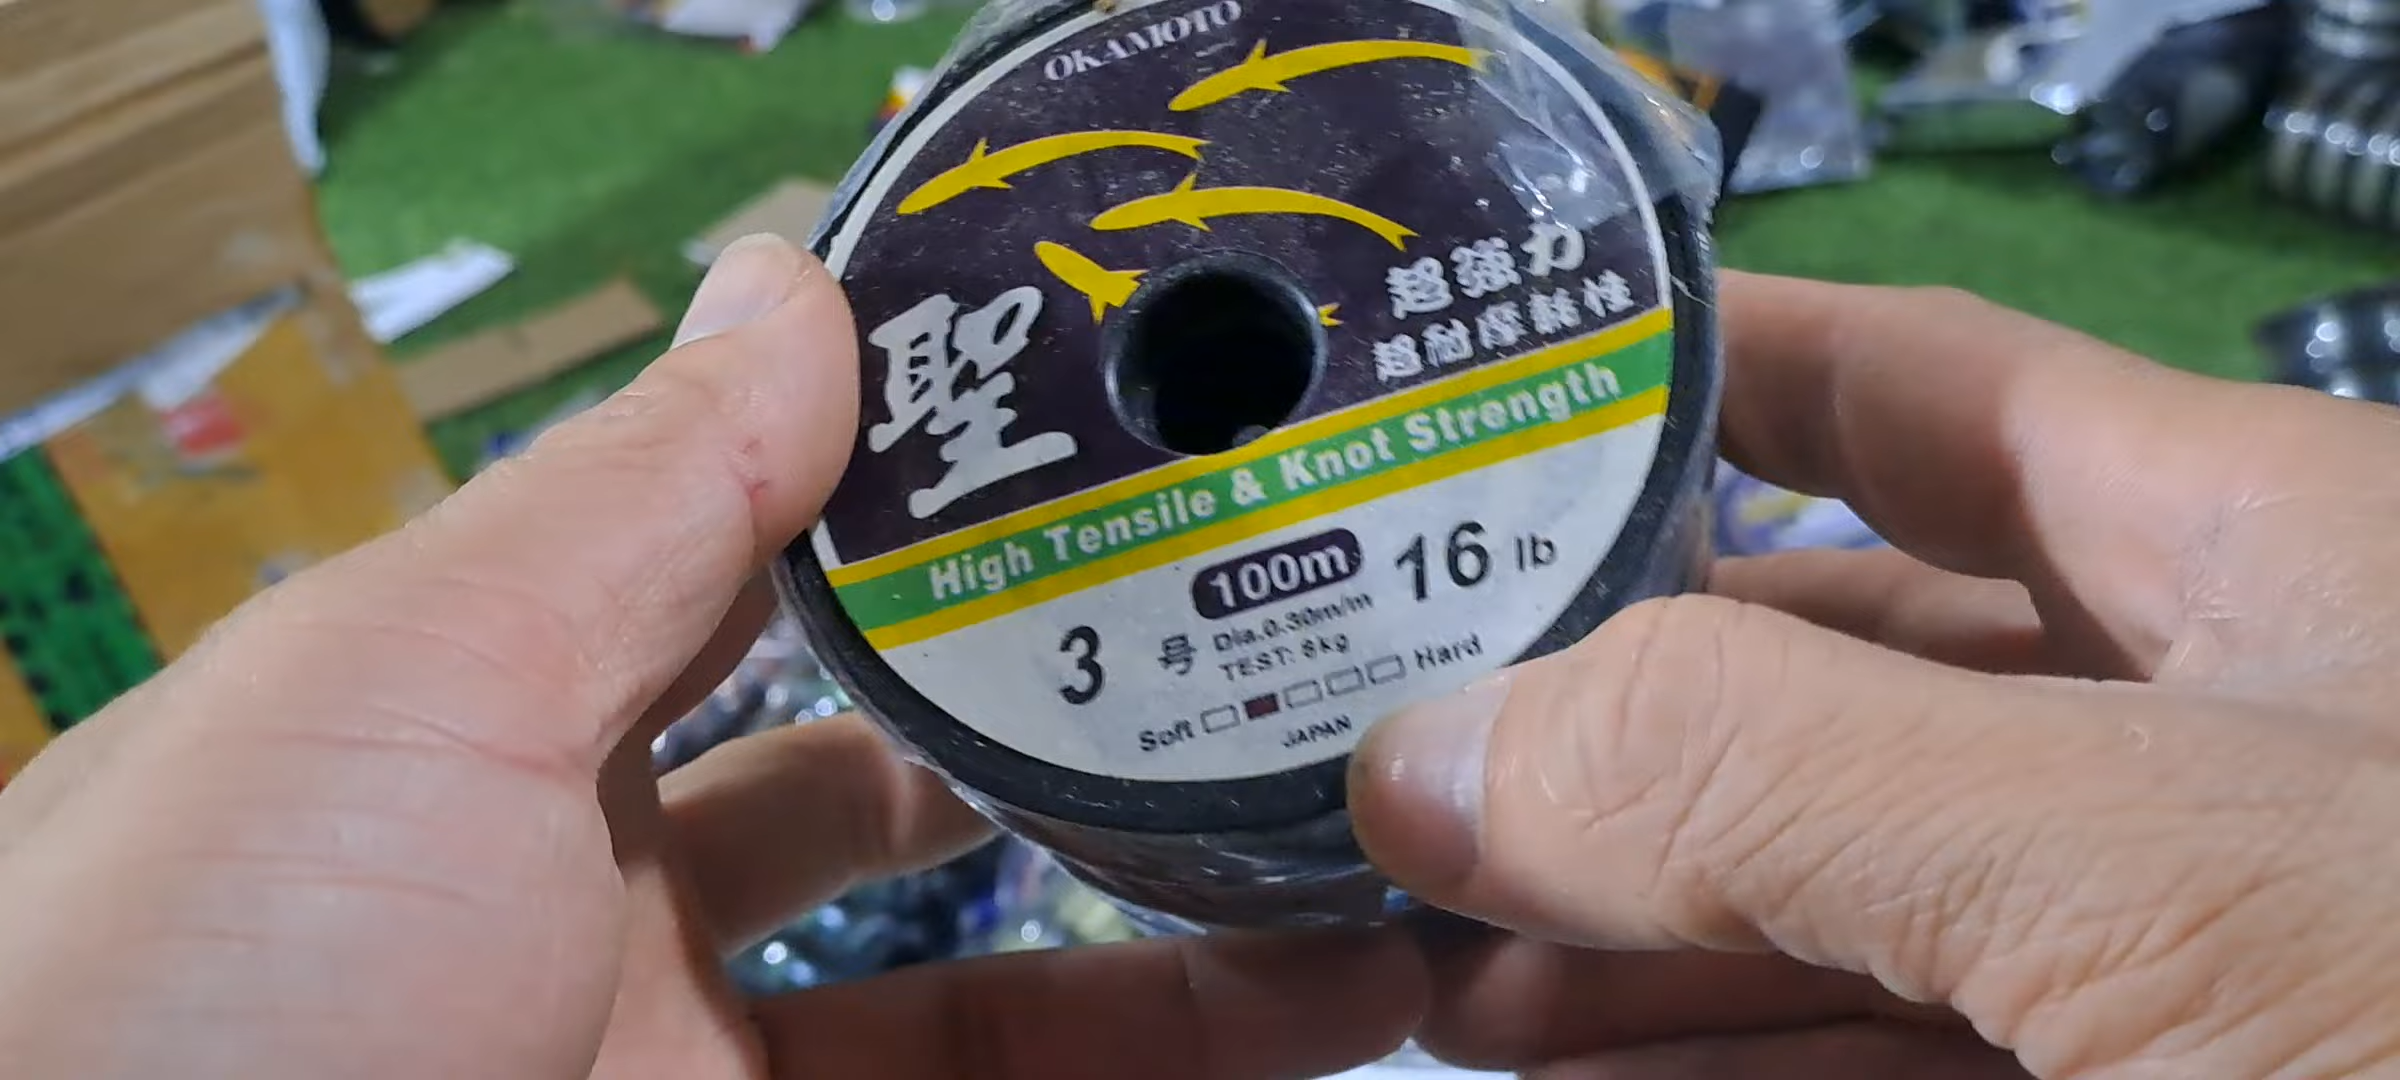 OKAMOTO
聖
超強力
超耐摩耗性
High Tensile & Knot Strength
100m
16 lb
3 号
Dia.0.30m/m
TEST: 8kg
Soft Hard
JAPAN